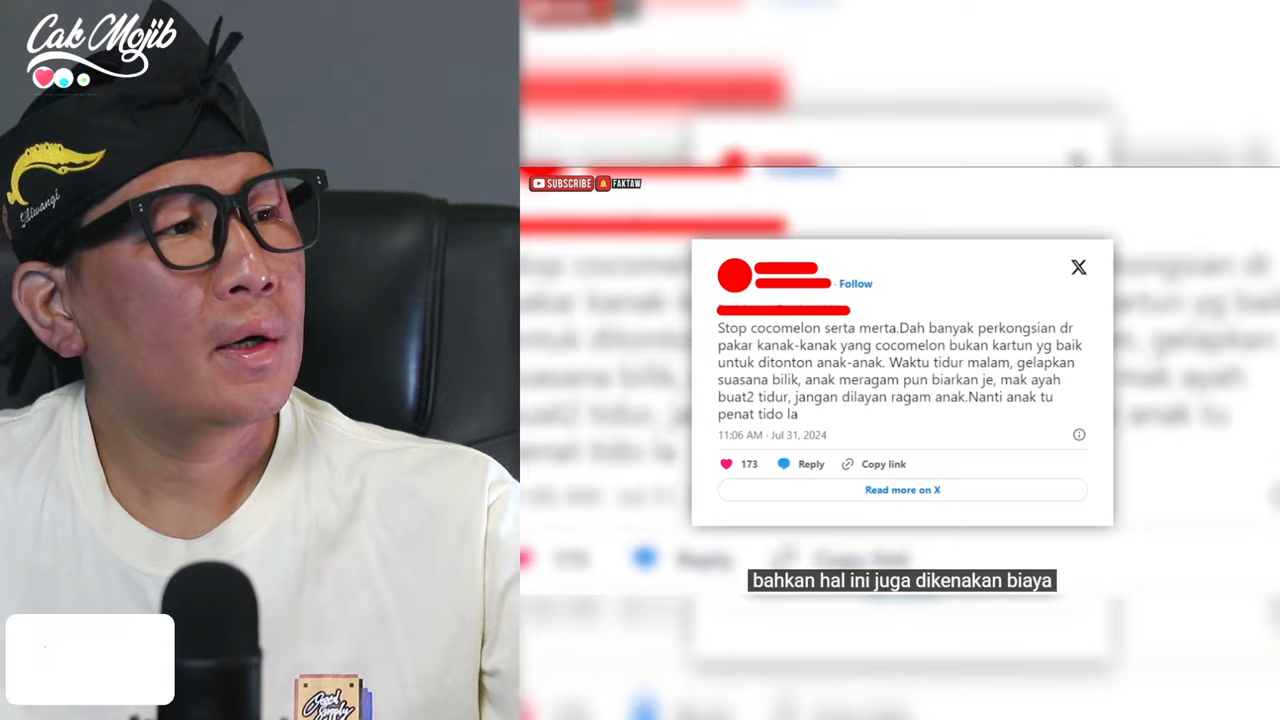 Cak Mojib
Siliwangi
SUBSCRIBE
FAKTAW
Follow
Stop cocomelon serta merta.Dah banyak perkongsian dr
pakar kanak-kanak yang cocomelon bukan kartun yg baik
untuk ditonton anak-anak. Waktu tidur malam, gelapkan
suasana bilik, anak meragam pun biarkan je, mak ayah
buat2 tidur, jangan dilayan ragam anak.Nanti anak tu
penat tido la
11:06 AM · Jul 31, 2024
173 Reply Copy link
Read more on X
bahkan hal ini juga dikenakan biaya
Good
Supply